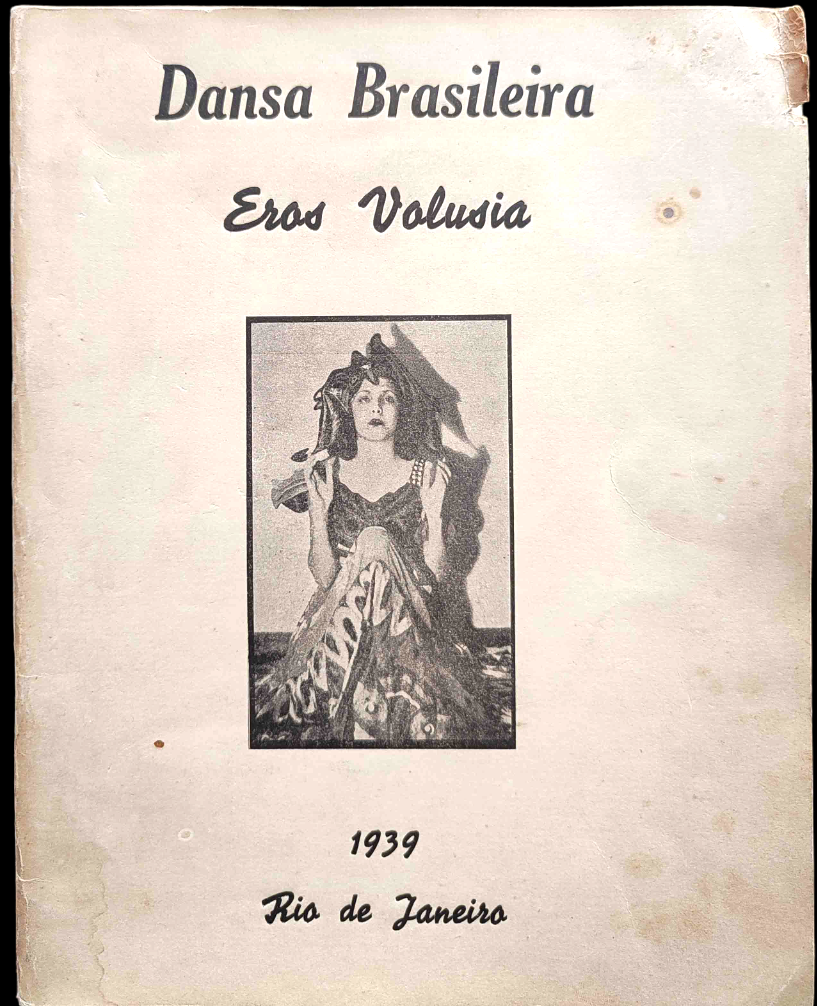 Dansa Brasileira
Eros Volusia
1939
Rio de Janeiro